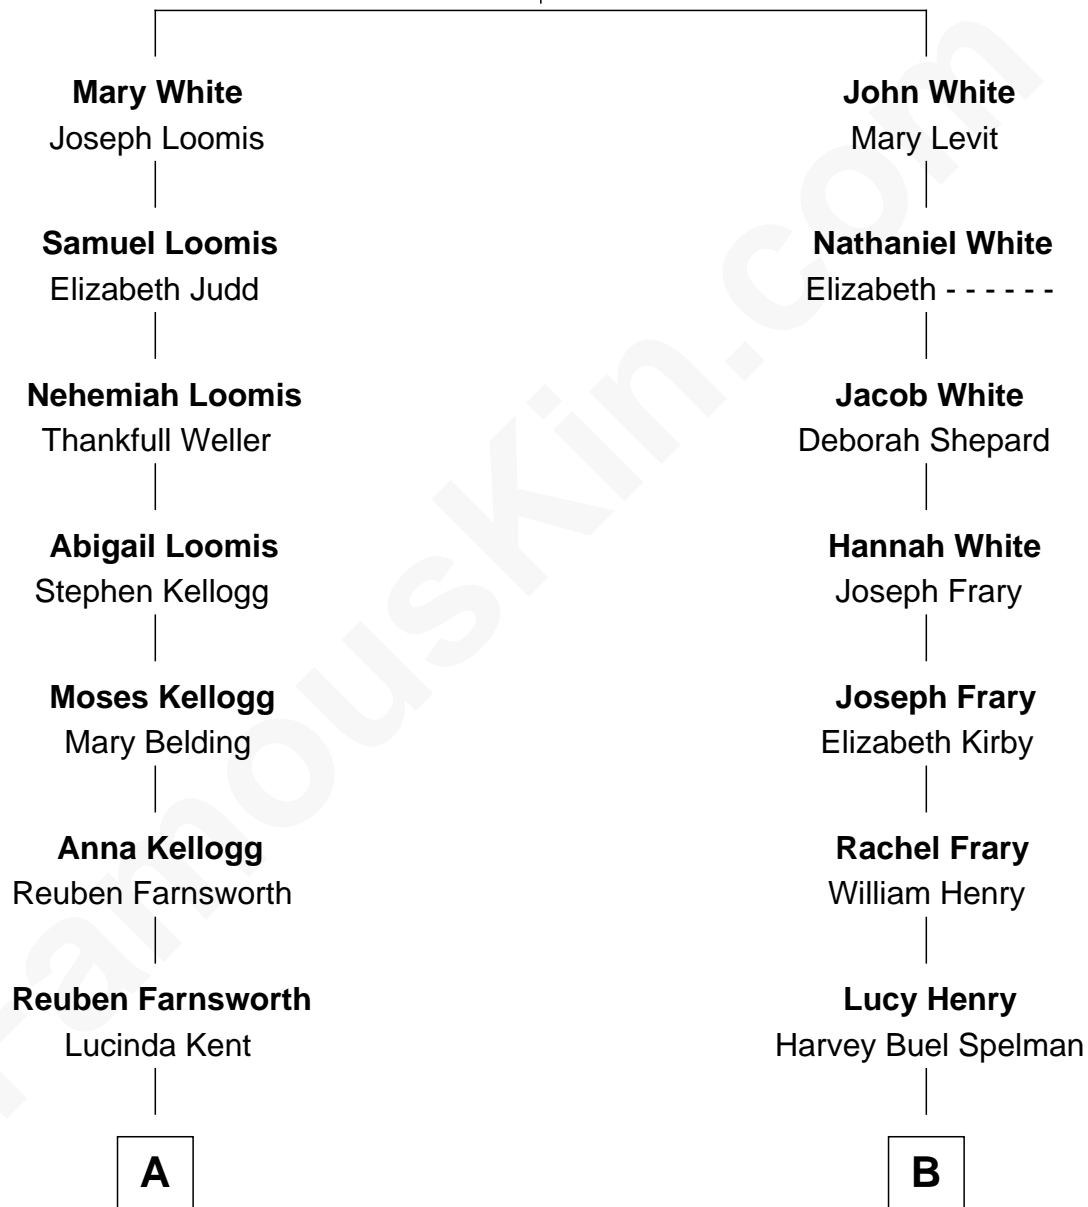 Mary White
Joseph Loomis
Samuel Loomis
Elizabeth Judd
Nehemiah Loomis
Thankfull Weller
Abigail Loomis
Stephen Kellogg
Moses Kellogg
Mary Belding
Anna Kellogg
Reuben Farnsworth
Reuben Farnsworth
Lucinda Kent
A
John White
Mary Levit
Nathaniel White
Elizabeth - - - - - -
Jacob White
Deborah Shepard
Hannah White
Joseph Frary
Joseph Frary
Elizabeth Kirby
Rachel Frary
William Henry
Lucy Henry
Harvey Buel Spelman
B
FamousKin.com